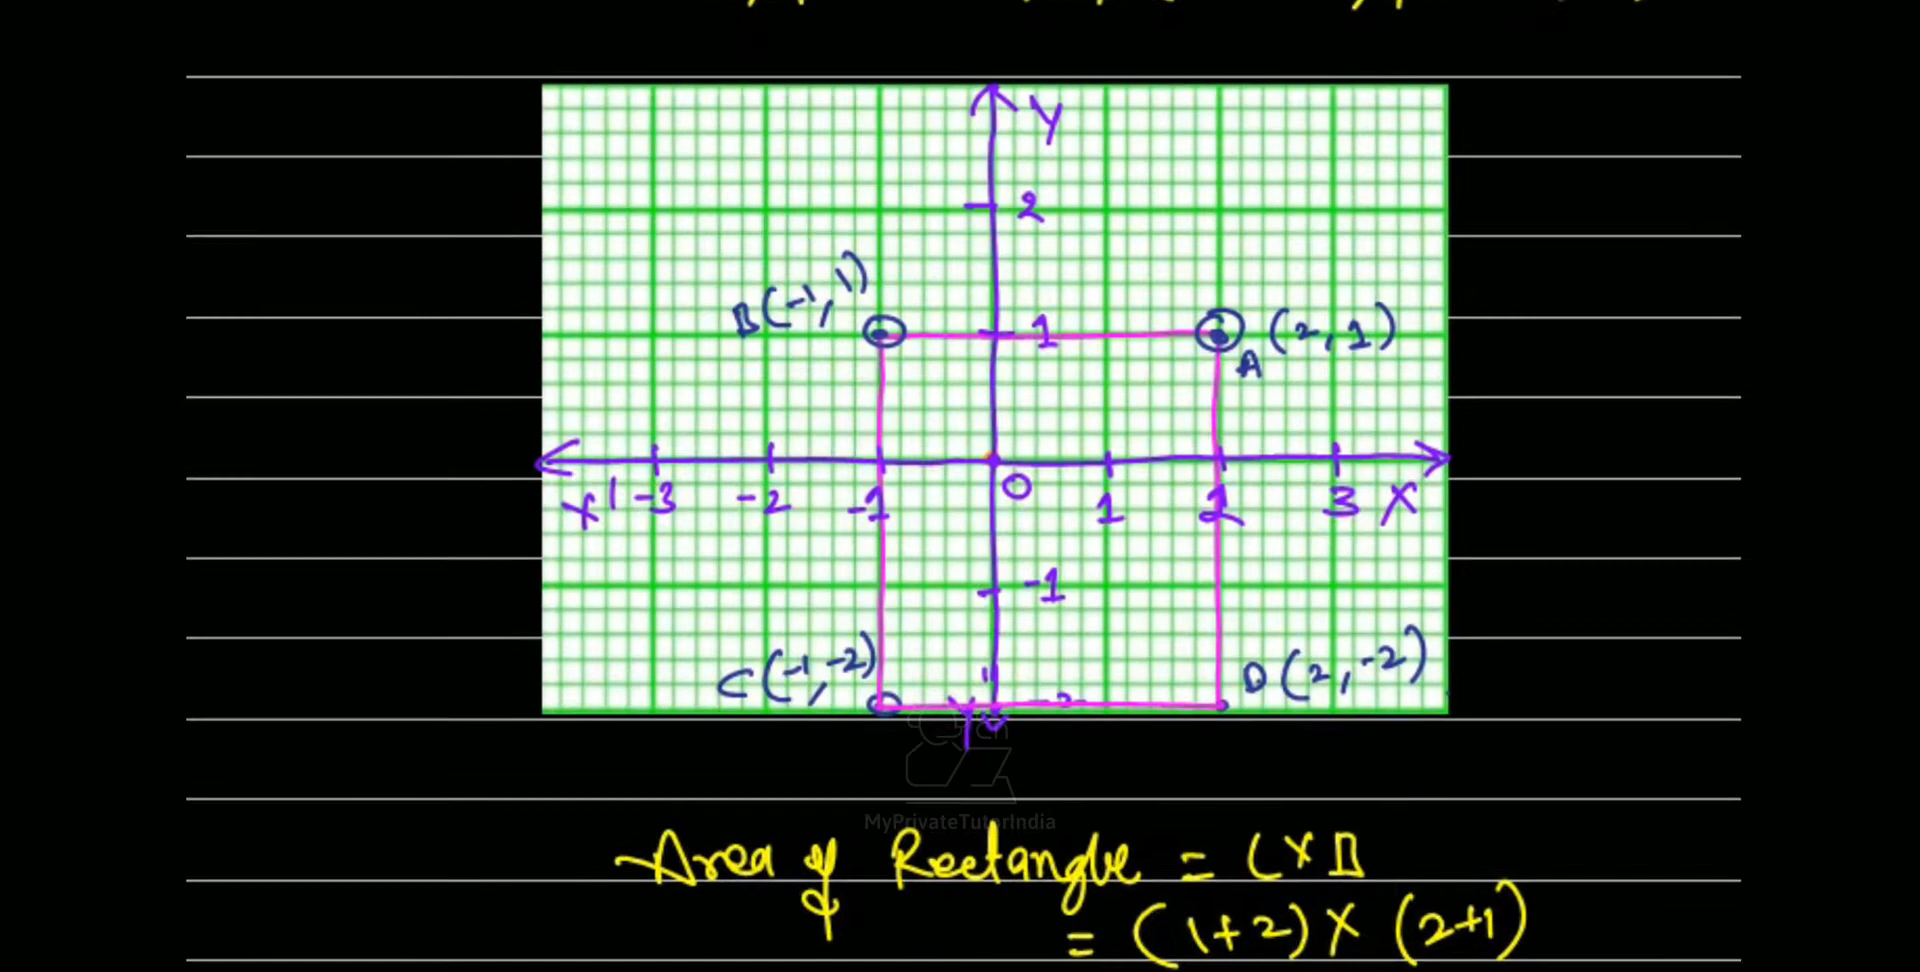 Y
2
B(-1, 1)
1
(2, 1)
A
X' -3 -2 -1 O 1 2 3 X
-1
C(-1, -2)
D(2, -2)
Y'
-2
MyPrivateTutorIndia
Area of Rectangle = L X B
= (1+2) X (2+1)